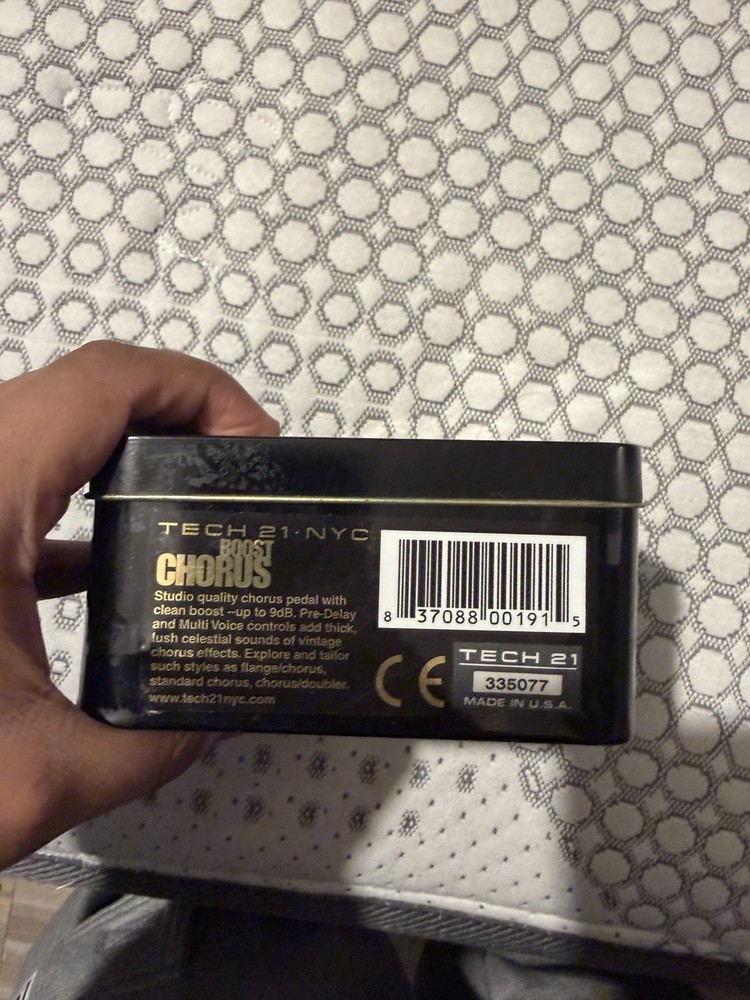 TECH 21·NYC
BOOST
CHORUS
Studio quality chorus pedal with
clean boost --up to 9dB. Pre-Delay
and Multi Voice controls add thick,
lush celestial sounds of vintage
chorus effects. Explore and tailor
such styles as flange/chorus,
standard chorus, chorus/doubler.
www.tech21nyc.com
8 37088 00191 5
CE
TECH 21
335077
MADE IN U.S.A.